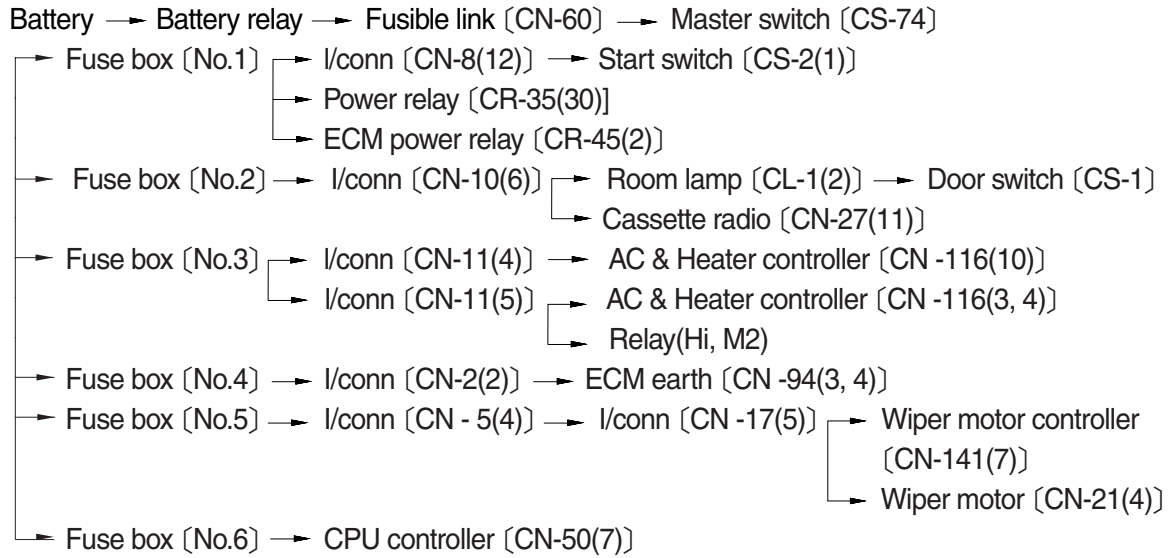 Battery → Battery relay → Fusible link〔CN-60〕 → Master switch〔CS-74〕
Fuse box〔No.1〕 → I/conn〔CN-8(12)〕 → Start switch〔CS-2(1)〕
→ Power relay〔CR-35(30)]
→ ECM power relay〔CR-45(2)〕
Fuse box〔No.2〕 → I/conn〔CN-10(6)〕 → Room lamp〔CL-1(2)〕 → Door switch〔CS-1〕
→ Cassette radio〔CN-27(11)〕
Fuse box〔No.3〕 → I/conn〔CN-11(4)〕 → AC & Heater controller〔CN -116(10)〕
→ I/conn〔CN-11(5)〕 → AC & Heater controller〔CN -116(3, 4)〕
→ Relay(Hi, M2)
Fuse box〔No.4〕 → I/conn〔CN-2(2)〕 → ECM earth〔CN -94(3, 4)〕
Fuse box〔No.5〕 → I/conn〔CN - 5(4)〕 → I/conn〔CN -17(5)〕 → Wiper motor controller
〔CN-141(7)〕
→ Wiper motor〔CN-21(4)〕
Fuse box〔No.6〕 → CPU controller〔CN-50(7)〕